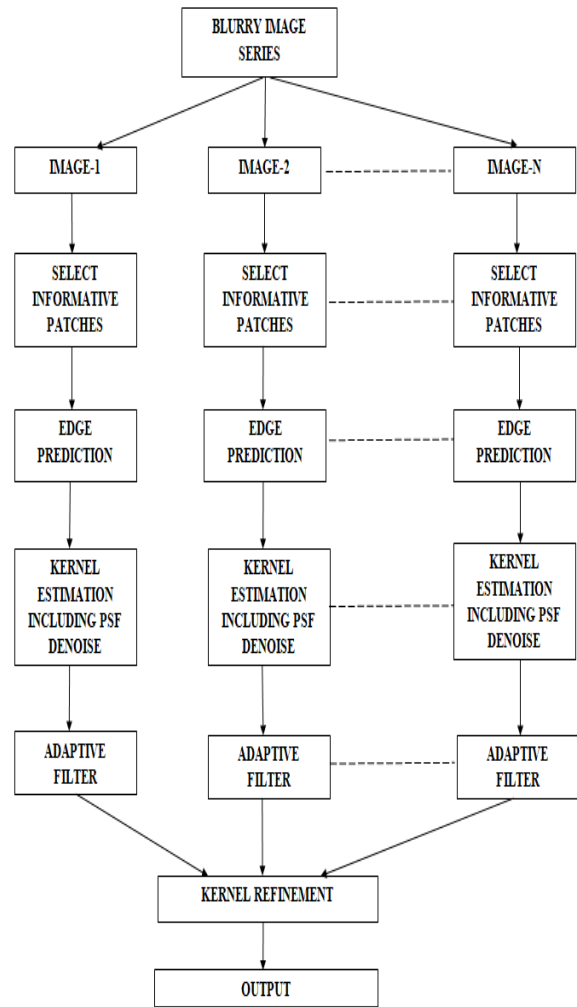 BLURRY IMAGE
SERIES
IMAGE-1
IMAGE-2
IMAGE-N
SELECT
INFORMATIVE
PATCHES
SELECT
INFORMATIVE
PATCHES
SELECT
INFORMATIVE
PATCHES
EDGE
PREDICTION
EDGE
PREDICTION
EDGE
PREDICTION
KERNEL
ESTIMATION
INCLUDING PSF
DENOISE
KERNEL
ESTIMATION
INCLUDING PSF
DENOISE
KERNEL
ESTIMATION
INCLUDING PSF
DENOISE
ADAPTIVE
FILTER
ADAPTIVE
FILTER
ADAPTIVE
FILTER
KERNEL REFINEMENT
OUTPUT